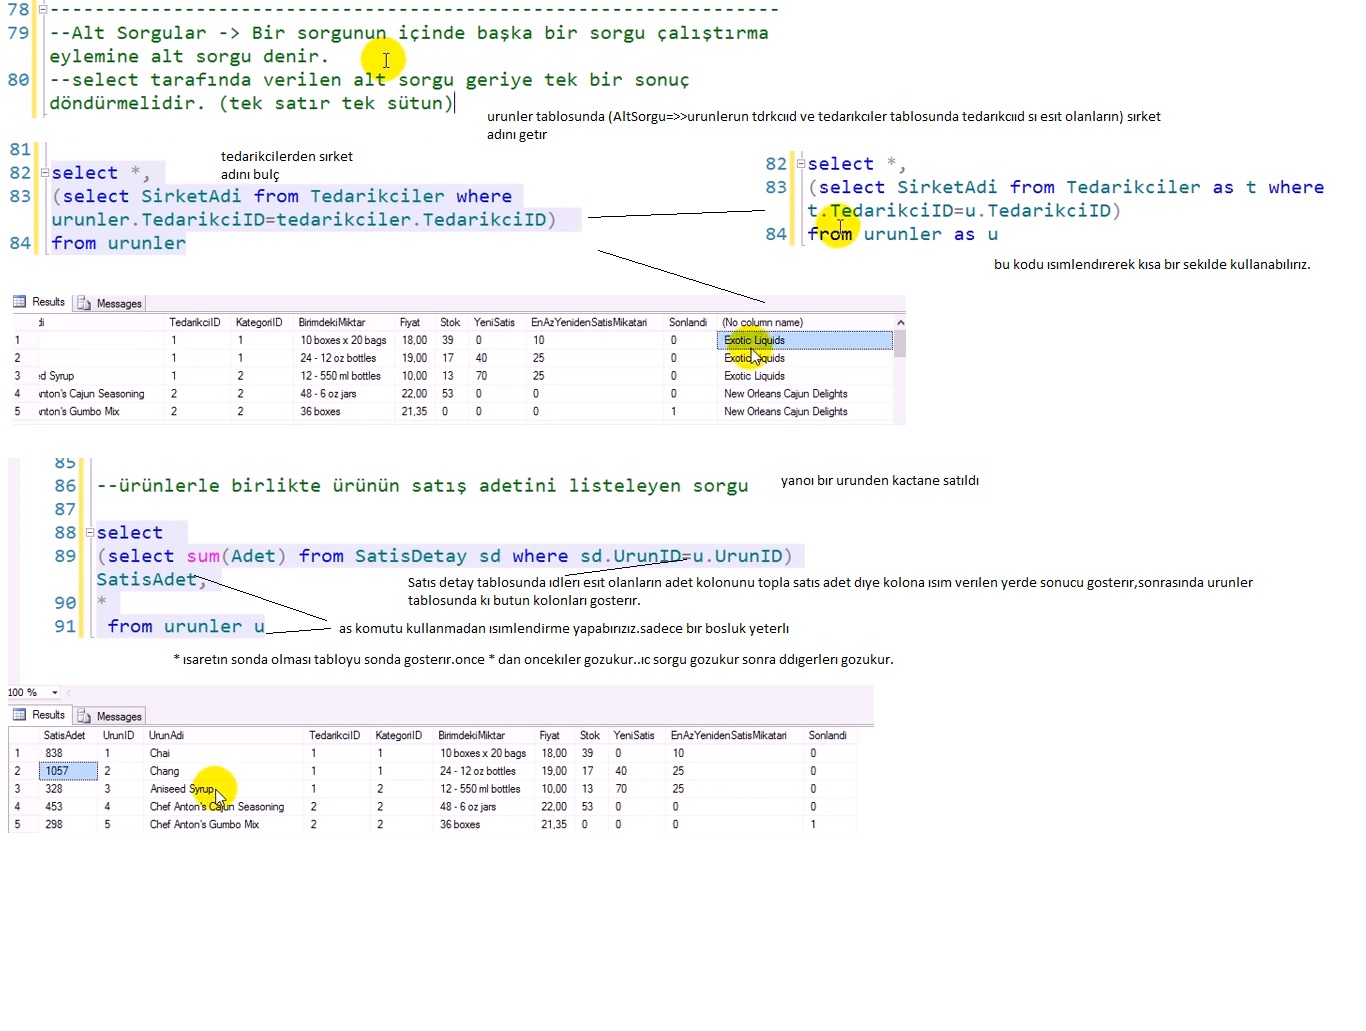 78 ----------------------------------------------------------------
79 --Alt Sorgular -> Bir sorgunun içinde başka bir sorgu çalıştırma
eylemine alt sorgu denir.
80 --select tarafında verilen alt sorgu geriye tek bir sonuç
döndürmelidir. (tek satır tek sütun)
urunler tablosunda (AltSorgu=>>urunlerun tdrkcııd ve tedarıkcıler tablosunda tedarıkcııd sı esıt olanların) sırket
adını getır
81
tedarikcilerden sırket
adını bulç
82 select *,
83 (select SirketAdi from Tedarikciler where
urunler.TedarikciID=tedarikciler.TedarikciID)
84 from urunler
82 select *,
83 (select SirketAdi from Tedarikciler as t where
t.TedarikciID=u.TedarikciID)
84 from urunler as u
bu kodu ısımlendırerek kısa bır sekılde kullanabılırız.
Results Messages
di TedarikciID KategoriID BirimdekiMiktar Fiyat Stok YeniSatis EnAzYenidenSatisMikatari Sonlandi (No column name)
1 1 1 10 boxes x 20 bags 18,00 39 0 10 0 Exotic Liquids
2 1 1 24 - 12 oz bottles 19,00 17 40 25 0 Exotic Liquids
3 ed Syrup 1 2 12 - 550 ml bottles 10,00 13 70 25 0 Exotic Liquids
4 nton's Cajun Seasoning 2 2 48 - 6 oz jars 22,00 53 0 0 0 New Orleans Cajun Delights
5 nton's Gumbo Mix 2 2 36 boxes 21,35 0 0 0 1 New Orleans Cajun Delights
85
86 --ürünlerle birlikte ürünün satış adetini listeleyen sorgu
yanoı bır urunden kactane satıldı
87
88 select
89 (select sum(Adet) from SatisDetay sd where sd.UrunID=u.UrunID)
SatisAdet,
Satıs detay tablosunda ıdlerı esıt olanların adet kolonunu topla satıs adet dıye kolona ısım verılen yerde sonucu gosterır,sonrasında urunler
tablosunda kı butun kolonları gosterır.
90 *
91 from urunler u
as komutu kullanmadan ısımlendirme yapabırızız.sadece bır bosluk yeterlı
* ısaretın sonda olması tabloyu sonda gosterır.once * dan oncekıler gozukur..ıc sorgu gozukur sonra ddıgerlerı gozukur.
100 %
Results Messages
SatisAdet UrunID UrunAdi TedarikciID KategoriID BirimdekiMiktar Fiyat Stok YeniSatis EnAzYenidenSatisMikatari Sonlandi
1 838 1 Chai 1 1 10 boxes x 20 bags 18,00 39 0 10 0
2 1057 2 Chang 1 1 24 - 12 oz bottles 19,00 17 40 25 0
3 328 3 Aniseed Syrup 1 2 12 - 550 ml bottles 10,00 13 70 25 0
4 453 4 Chef Anton's Cajun Seasoning 2 2 48 - 6 oz jars 22,00 53 0 0 0
5 298 5 Chef Anton's Gumbo Mix 2 2 36 boxes 21,35 0 0 0 1